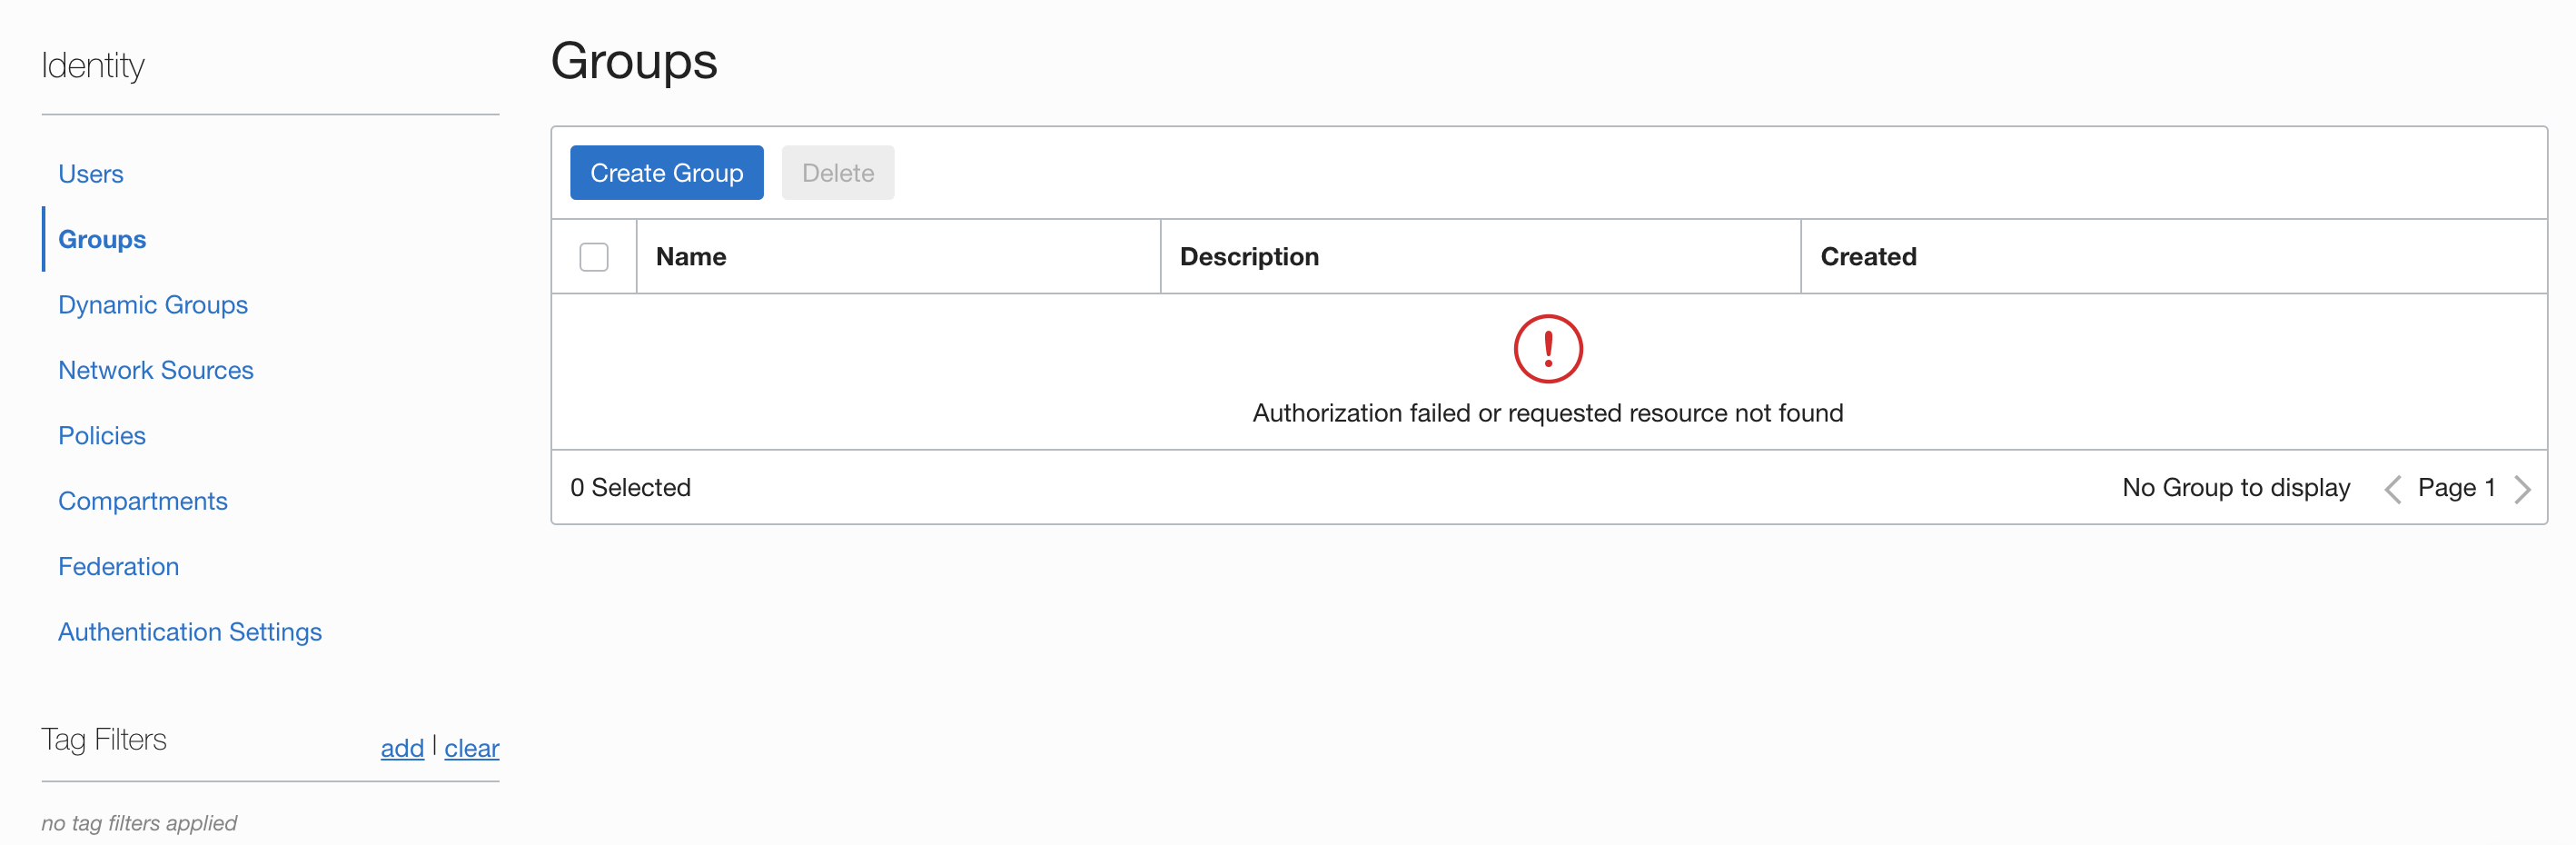 Identity
Users
Groups
Dynamic Groups
Network Sources
Policies
Compartments
Federation
Authentication Settings
Tag Filters
add | clear
no tag filters applied
Groups
Create Group Delete
Name Description Created
Authorization failed or requested resource not found
0 Selected No Group to display Page 1